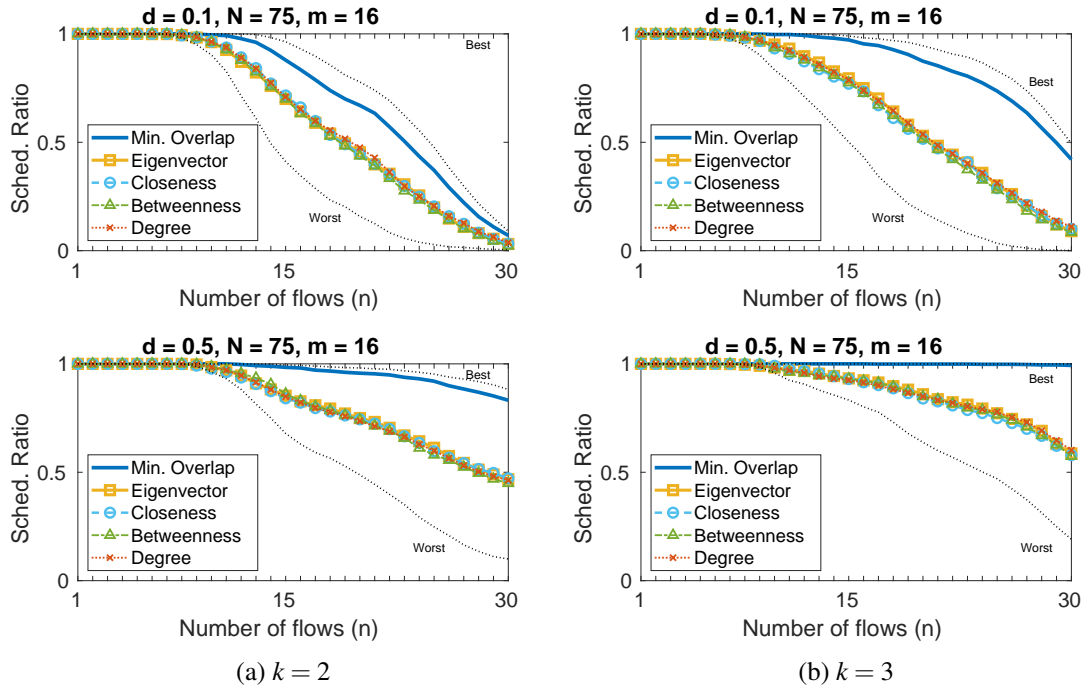 d = 0.1, N = 75, m = 16
1
0.5
0
Sched. Ratio
Best
Worst
Min. Overlap
Eigenvector
Closeness
Betweenness
Degree
1 15 30
Number of flows (n)
d = 0.1, N = 75, m = 16
1
0.5
0
Sched. Ratio
Best
Worst
Min. Overlap
Eigenvector
Closeness
Betweenness
Degree
1 15 30
Number of flows (n)
d = 0.5, N = 75, m = 16
1
0.5
0
Sched. Ratio
Best
Worst
Min. Overlap
Eigenvector
Closeness
Betweenness
Degree
1 15 30
Number of flows (n)
(a) k = 2
d = 0.5, N = 75, m = 16
1
0.5
0
Sched. Ratio
Best
Worst
Min. Overlap
Eigenvector
Closeness
Betweenness
Degree
1 15 30
Number of flows (n)
(b) k = 3